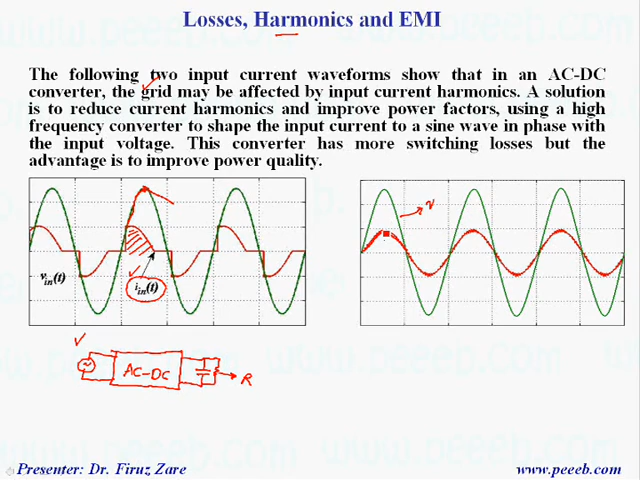 Losses, Harmonics and EMI
The following two input current waveforms show that in an AC-DC
converter, the grid may be affected by input current harmonics. A solution
is to reduce current harmonics and improve power factors, using a high
frequency converter to shape the input current to a sine wave in phase with
the input voltage. This converter has more switching losses but the
advantage is to improve power quality.
v
vin(t)
iin(t)
AC-DC
R
Presenter: Dr. Firuz Zare
www.peeeb.com